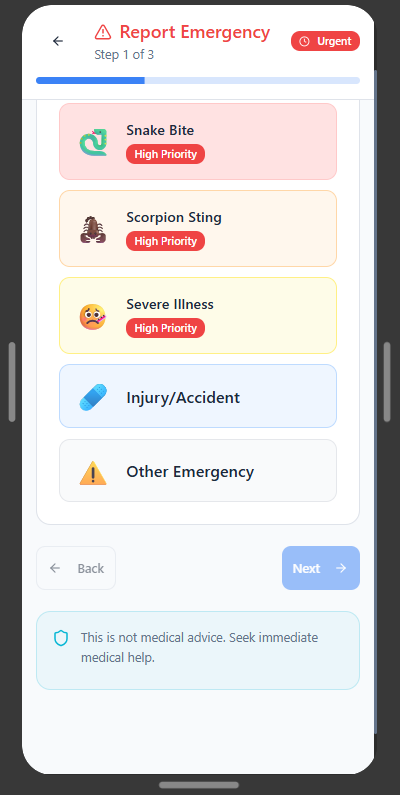 Report Emergency
Step 1 of 3
Urgent
Snake Bite
High Priority
Scorpion Sting
High Priority
Severe Illness
High Priority
Injury/Accident
Other Emergency
Back
Next
This is not medical advice. Seek immediate
medical help.